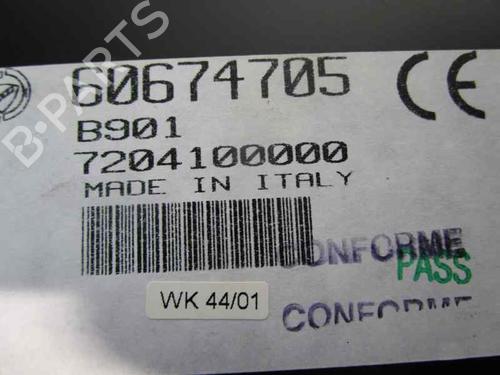 60674705
B901
7204100000
MADE IN ITALY
CE
CONFORME
PASS
CONFORME
WK 44/01
B-PARTS